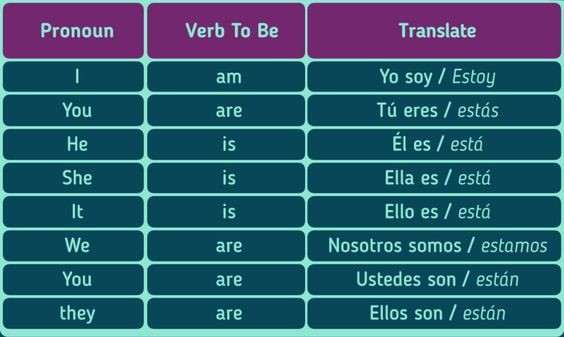 Pronoun Verb To Be Translate
I am Yo soy / Estoy
You are Tú eres / estás
He is Él es / está
She is Ella es / está
It is Ello es / está
We are Nosotros somos / estamos
You are Ustedes son / están
they are Ellos son / están